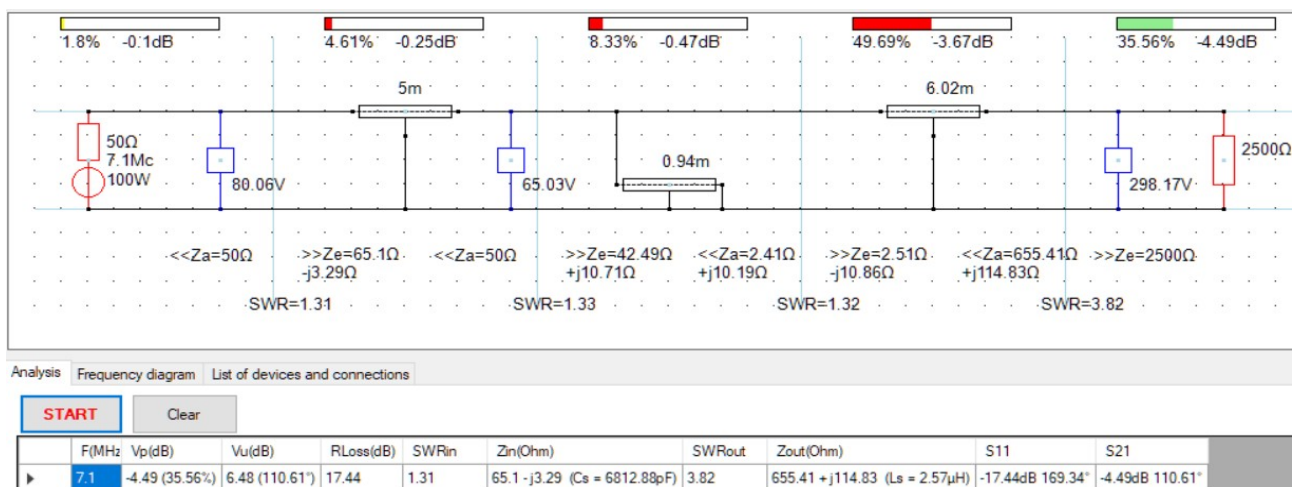 1.8% -0.1dB 4.61% -0.25dB 8.33% -0.47dB 49.69% -3.67dB 35.56% -4.49dB
5m 6.02m
50Ω
7.1Mc
100W
80.06V
65.03V
0.94m
298.17V
2500Ω
<<Za=50Ω >>Ze=65.1Ω <<Za=50Ω >>Ze=42.49Ω <<Za=2.41Ω >>Ze=2.51Ω <<Za=655.41Ω >>Ze=2500Ω
-j3.29Ω +j10.71Ω +j10.19Ω -j10.86Ω +j114.83Ω
SWR=1.31 SWR=1.33 SWR=1.32 SWR=3.82
Analysis Frequency diagram List of devices and connections
START Clear
F(MHz Vp(dB) Vu(dB) RLoss(dB) SWRin Zin(Ohm) SWRout Zout(Ohm) S11 S21
7.1 -4.49 (35.56%) 6.48 (110.61°) 17.44 1.31 65.1 -j3.29 (Cs = 6812.88pF) 3.82 655.41 +j114.83 (Ls = 2.57µH) -17.44dB 169.34° -4.49dB 110.61°